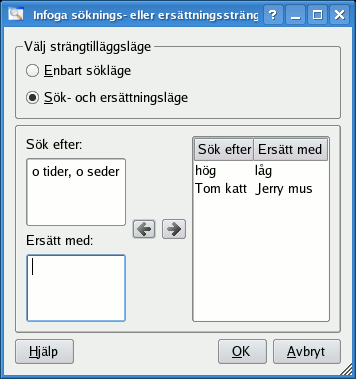 Infoga söknings- eller ersättningssträng
Välj strängtilläggsläge
Enbart sökläge
Sök- och ersättningsläge
Sök efter:
o tider, o seder
Ersätt med:
Sök efter Ersätt med
hög låg
Tom katt Jerry mus
Hjälp OK Avbryt